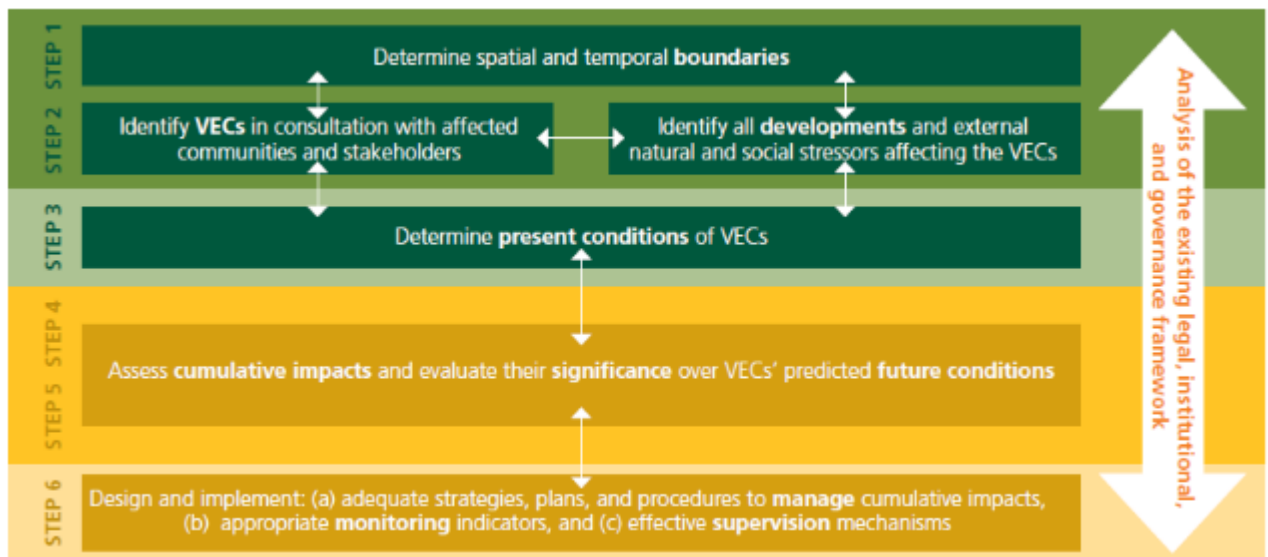 STEP 1
Determine spatial and temporal boundaries
STEP 2
Identify VECs in consultation with affected
communities and stakeholders
Identify all developments and external
natural and social stressors affecting the VECs
STEP 3
Determine present conditions of VECs
STEP 4
STEP 5
Assess cumulative impacts and evaluate their significance over VECs’ predicted future conditions
STEP 6
Design and implement: (a) adequate strategies, plans, and procedures to manage cumulative impacts,
(b) appropriate monitoring indicators, and (c) effective supervision mechanisms
Analysis of the existing legal, institutional,
and governance framework